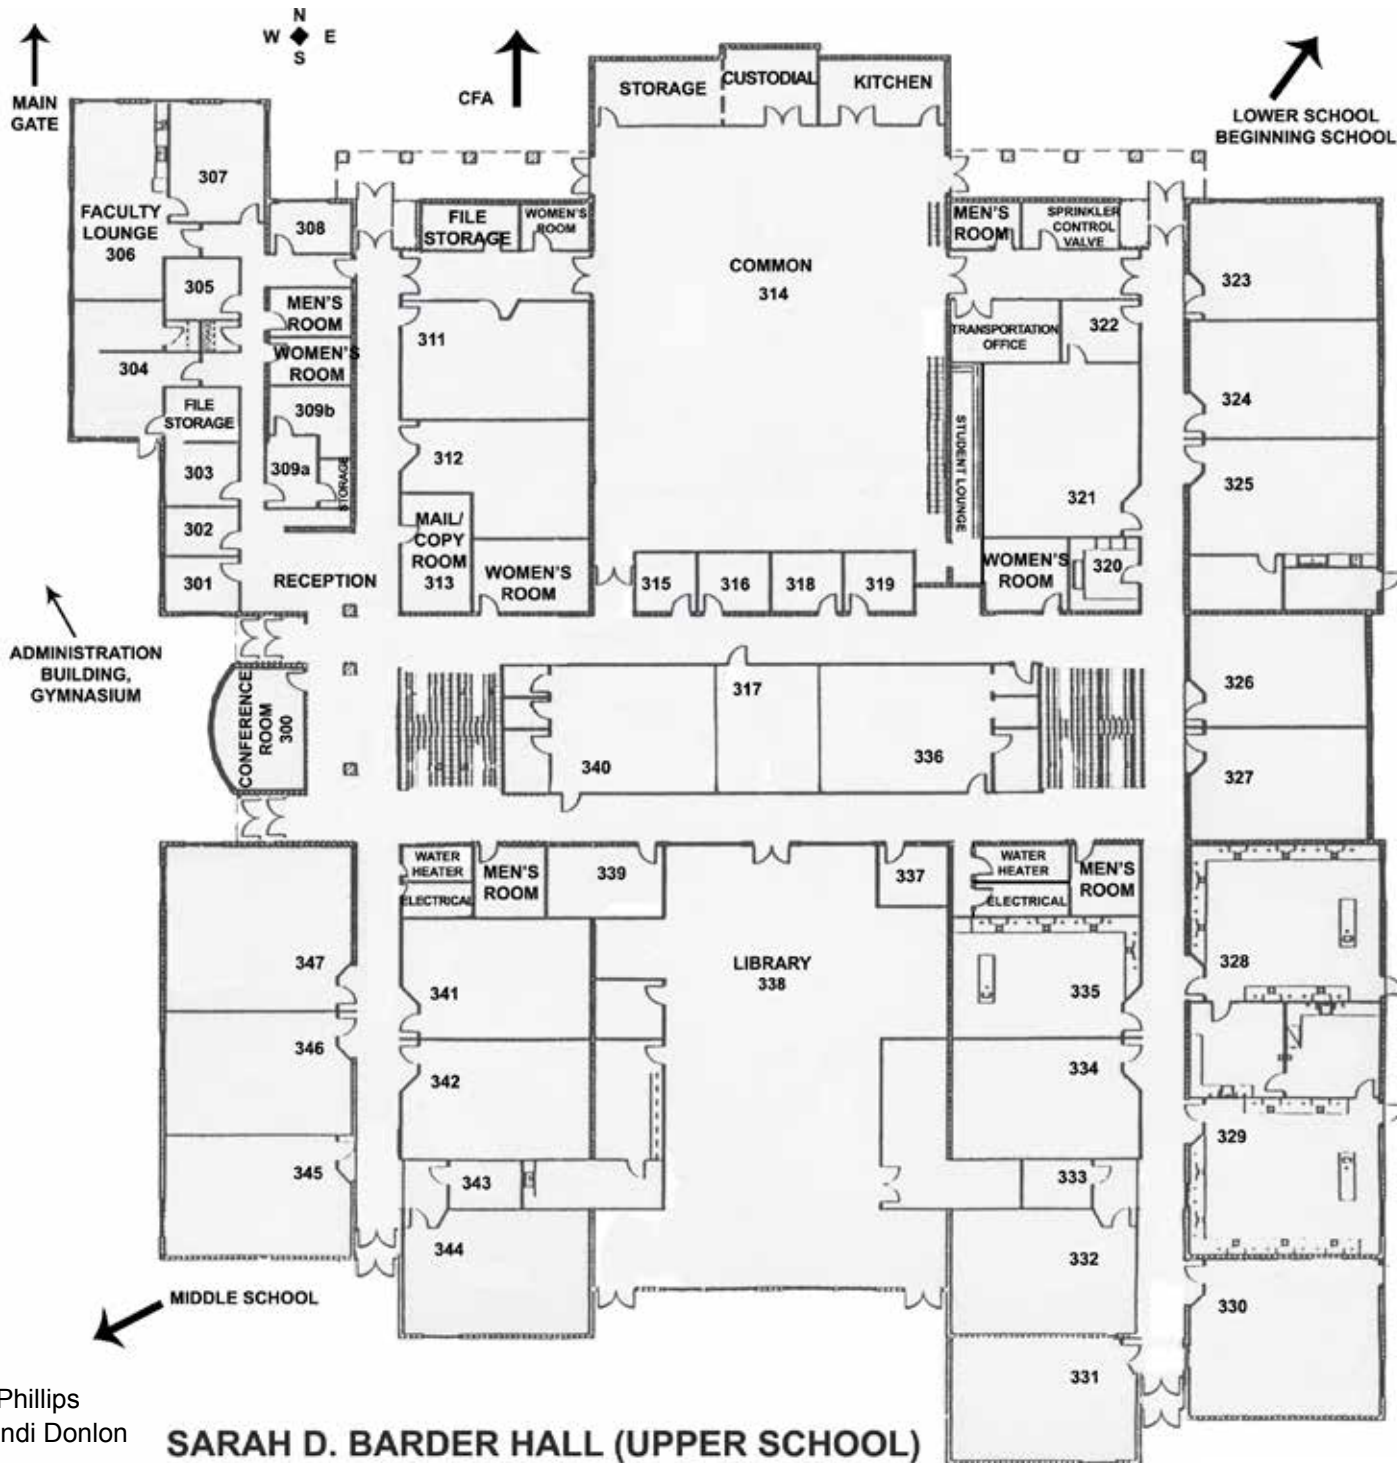 N
W E
S
MAIN
GATE
CFA
LOWER SCHOOL
BEGINNING SCHOOL
STORAGE
CUSTODIAL
KITCHEN
307
FACULTY
LOUNGE
306
308
FILE
STORAGE
WOMEN'S
ROOM
MEN'S
ROOM
SPRINKLER
CONTROL
VALVE
COMMON
314
323
305
MEN'S
ROOM
311
TRANSPORTATION
OFFICE
322
WOMEN'S
ROOM
304
FILE
STORAGE
309b
324
312
STUDENT LOUNGE
303
309a
STORAGE
321
325
302
MAIL/
COPY
ROOM
313
WOMEN'S
ROOM
301
RECEPTION
315
316
318
319
WOMEN'S
ROOM
320
ADMINISTRATION
BUILDING,
GYMNASIUM
CONFERENCE
ROOM
300
317
340
336
326
327
WATER
HEATER
ELECTRICAL
MEN'S
ROOM
339
337
WATER
HEATER
ELECTRICAL
MEN'S
ROOM
347
341
LIBRARY
338
335
328
346
342
334
329
345
343
333
344
332
330
MIDDLE SCHOOL
331
Phillips
ndi Donlon
SARAH D. BARDER HALL (UPPER SCHOOL)